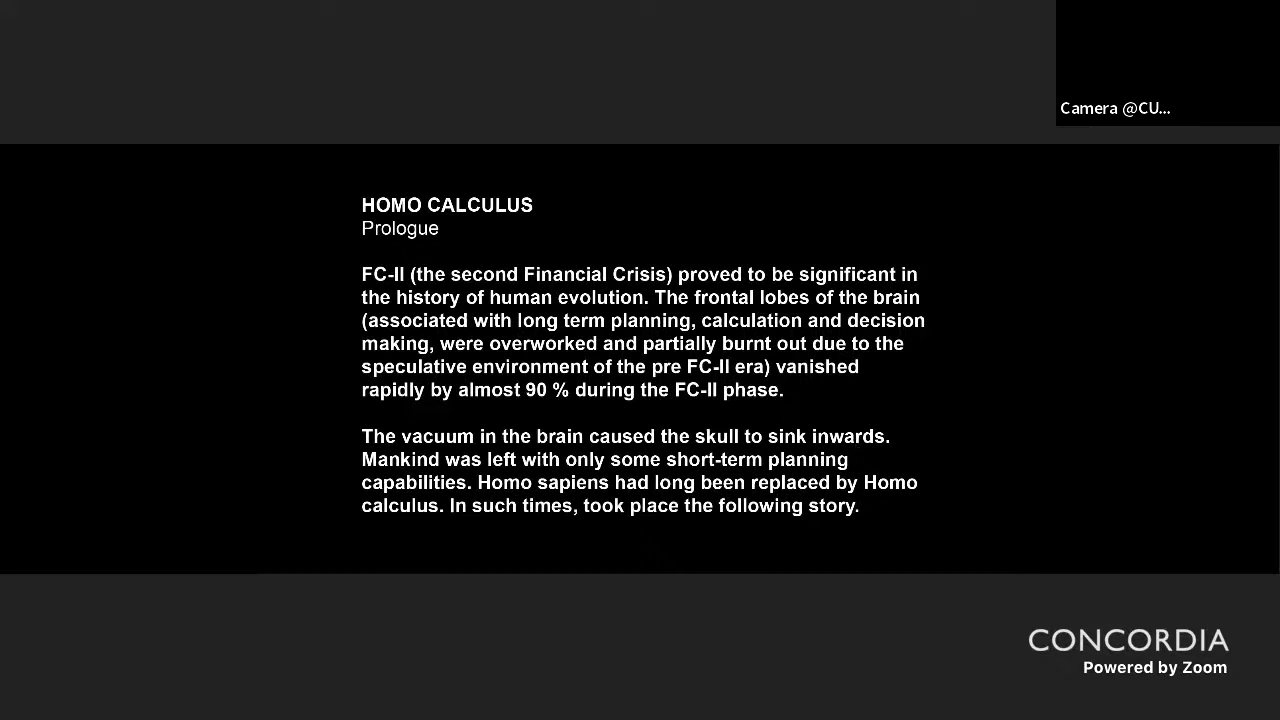 Camera @CU...
HOMO CALCULUS
Prologue
FC-II (the second Financial Crisis) proved to be significant in
the history of human evolution. The frontal lobes of the brain
(associated with long term planning, calculation and decision
making, were overworked and partially burnt out due to the
speculative environment of the pre FC-II era) vanished
rapidly by almost 90 % during the FC-II phase.
The vacuum in the brain caused the skull to sink inwards.
Mankind was left with only some short-term planning
capabilities. Homo sapiens had long been replaced by Homo
calculus. In such times, took place the following story.
CONCORDIA
Powered by Zoom